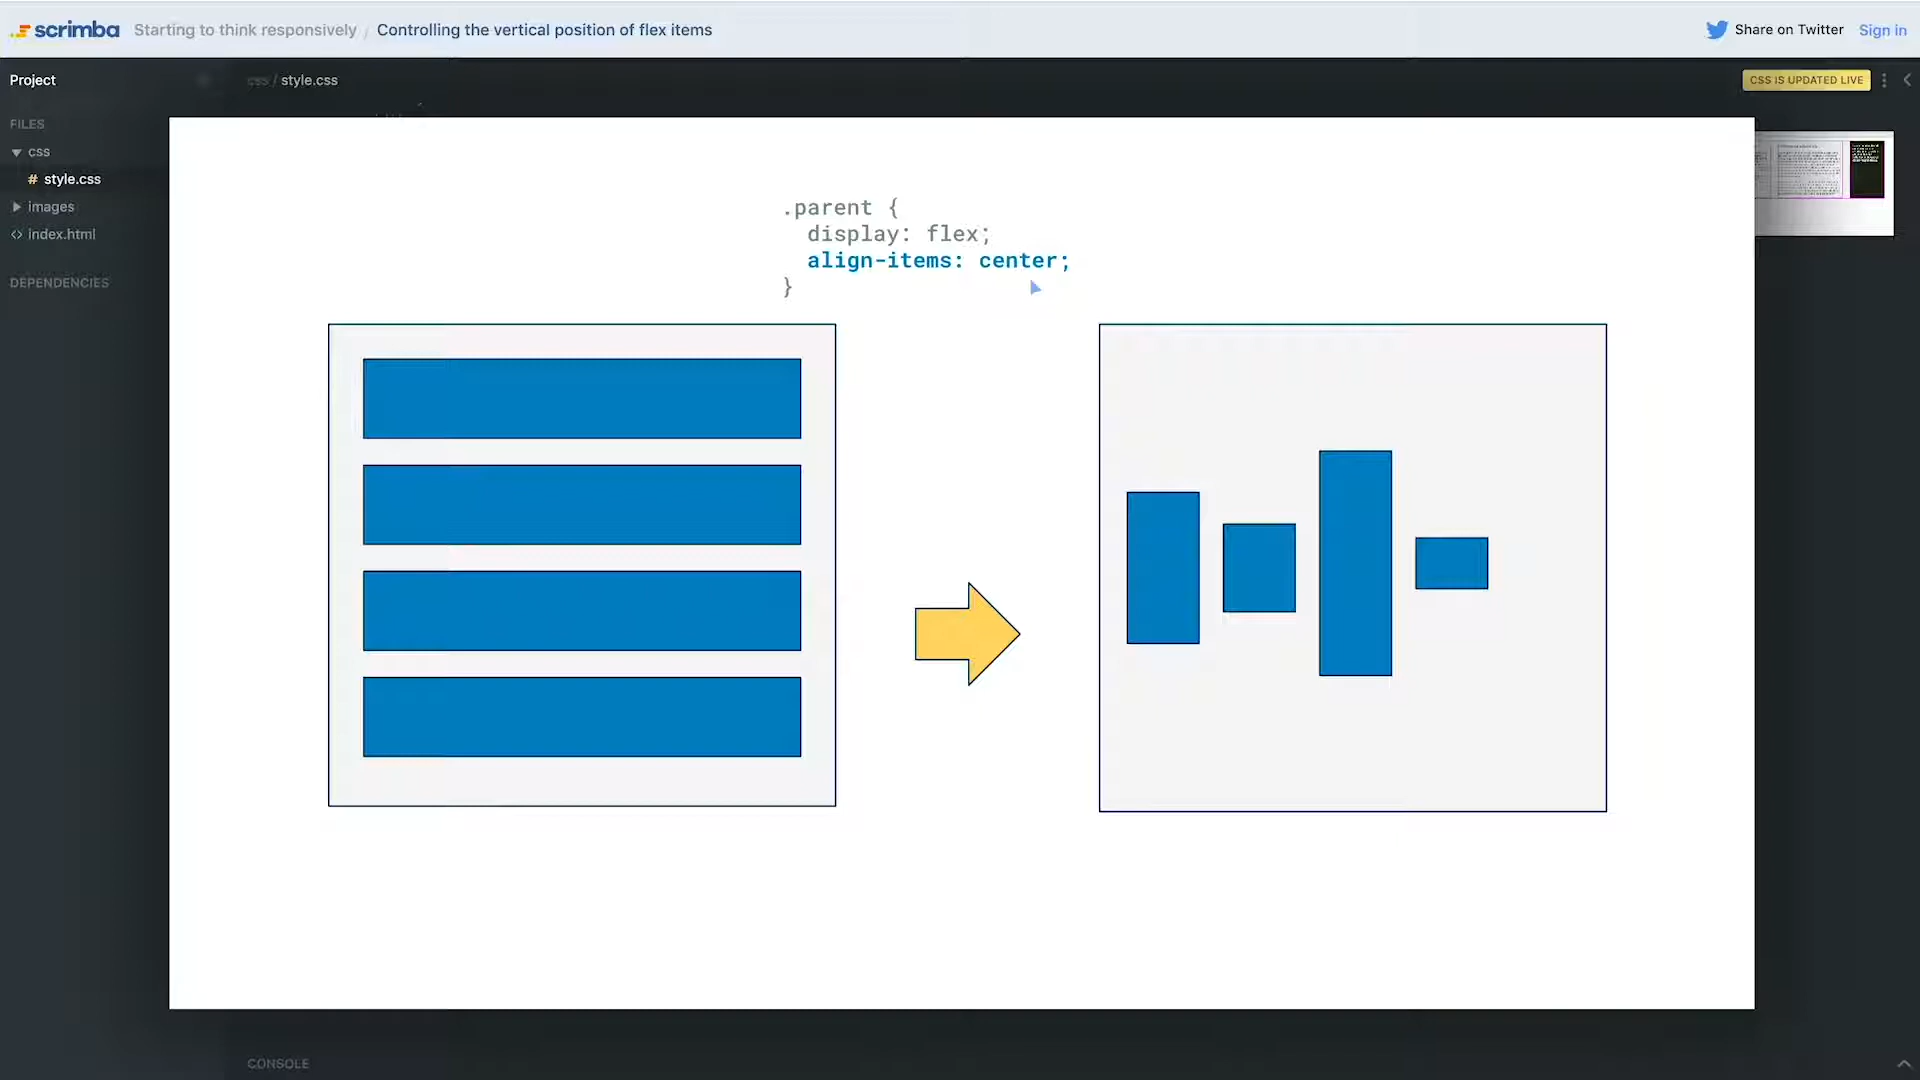 scrimba Starting to think responsively / Controlling the vertical position of flex items Share on Twitter Sign in
Project css / style.css CSS IS UPDATED LIVE
FILES
css
# style.css
images
<> index.html
DEPENDENCIES
.parent {
display: flex;
align-items: center;
}
CONSOLE